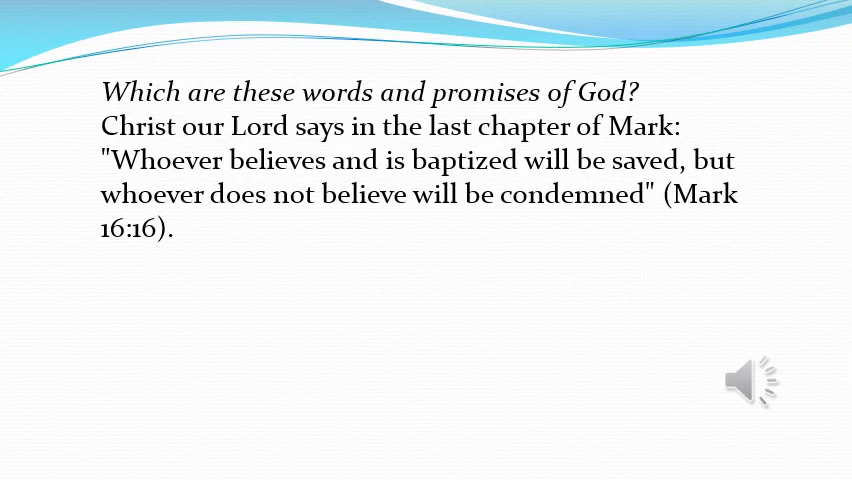 Which are these words and promises of God?
Christ our Lord says in the last chapter of Mark:
"Whoever believes and is baptized will be saved, but
whoever does not believe will be condemned" (Mark
16:16).